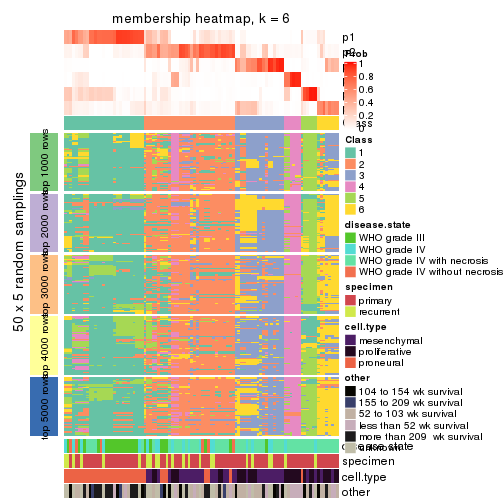 membership heatmap, k = 6
p1
p2
Prob
1
0.8
0.6
0.4
0.2
0
Class
1
2
3
4
5
6
disease.state
WHO grade III
WHO grade IV
WHO grade IV with necrosis
WHO grade IV without necrosis
specimen
primary
recurrent
cell.type
mesenchymal
proliferative
proneural
other
104 to 154 wk survival
155 to 209 wk survival
52 to 103 wk survival
less than 52 wk survival
more than 209 wk survival
unknown
50 x 5 random samplings
top 1000 rows
top 2000 rows
top 3000 rows
top 4000 rows
top 5000 rows
disease.state
specimen
cell.type
other